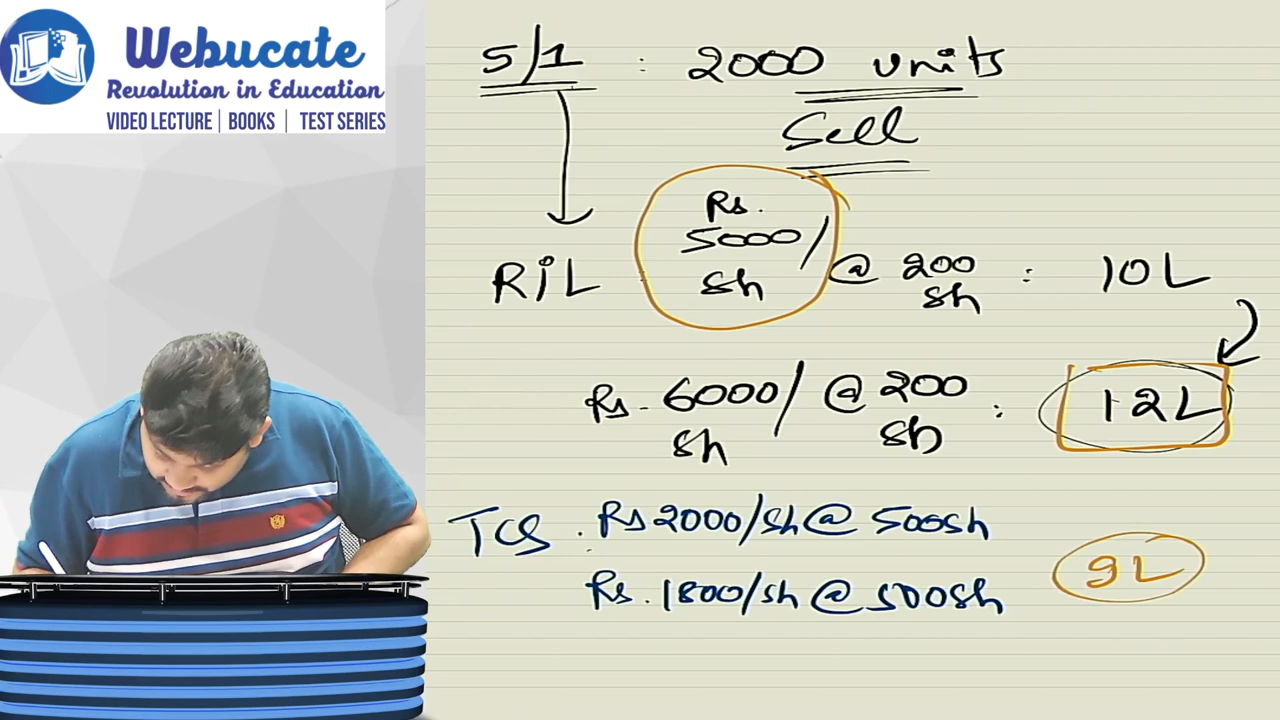 Webucate
Revolution in Education
VIDEO LECTURE | BOOKS | TEST SERIES
5/1 : 2000 units
Sell
Rs.
5000/
sh
RIL : @ 200 sh : 10L
Rs. 6000/ sh @ 200 sh : 12L
TCS. Rs 2000/sh @ 500sh
Rs. 1800/sh @ 500sh
9L